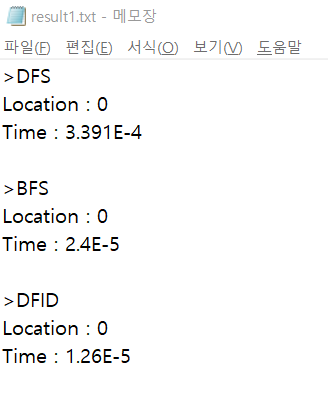 result1.txt - 메모장
파일(F) 편집(E) 서식(O) 보기(V) 도움말
>DFS
Location : 0
Time : 3.391E-4
>BFS
Location : 0
Time : 2.4E-5
>DFID
Location : 0
Time : 1.26E-5